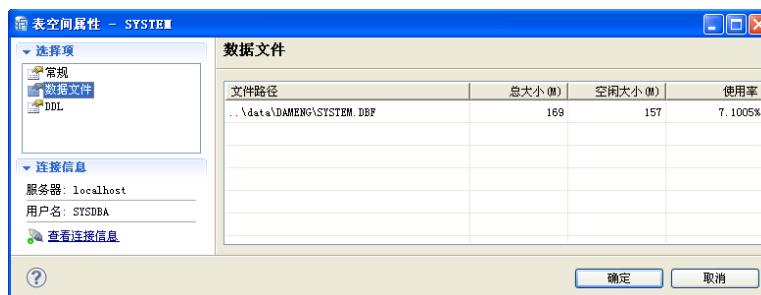 表空间属性 - SYSTEM
选择项
常规
数据文件
DDL
连接信息
服务器: localhost
用户名: SYSDBA
查看连接信息
数据文件
文件路径 总大小(M) 空闲大小(M) 使用率
..\data\DAMENG\SYSTEM.DBF 169 157 7.1005%
? 确定 取消